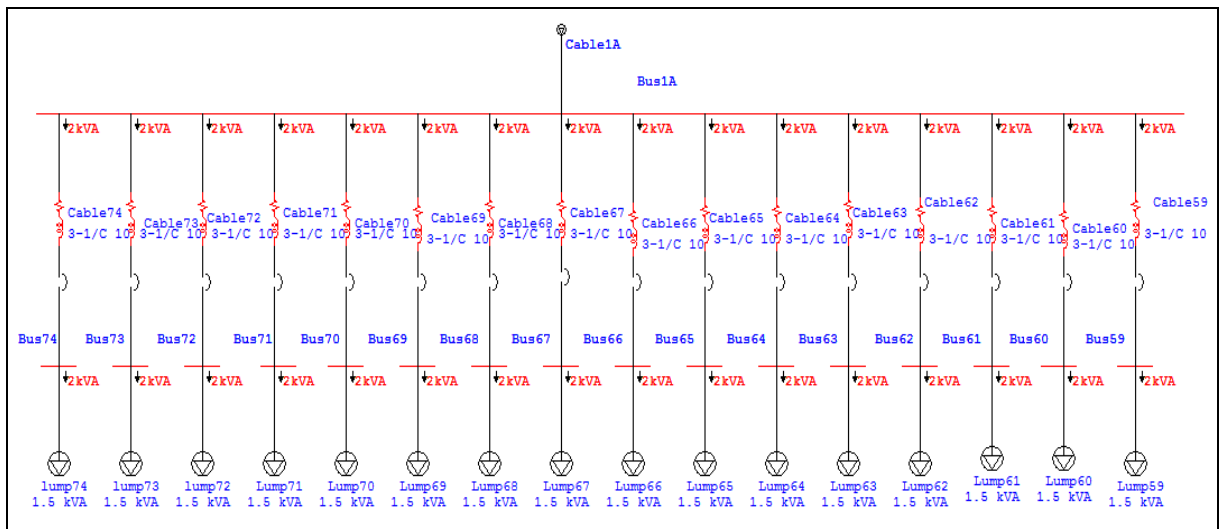 Cable1A
Bus1A
2kVA 2kVA 2kVA 2kVA 2kVA 2kVA 2kVA 2kVA 2kVA 2kVA 2kVA 2kVA 2kVA 2kVA 2kVA 2kVA
Cable74 Cable73 Cable72 Cable71 Cable70 Cable69 Cable68 Cable67 Cable66 Cable65 Cable64 Cable63 Cable62 Cable61 Cable60 Cable59
3-1/C 10 3-1/C 10 3-1/C 10 3-1/C 10 3-1/C 10 3-1/C 10 3-1/C 10 3-1/C 10 3-1/C 10 3-1/C 10 3-1/C 10 3-1/C 10 3-1/C 10 3-1/C 10 3-1/C 10 3-1/C 10
Bus74 Bus73 Bus72 Bus71 Bus70 Bus69 Bus68 Bus67 Bus66 Bus65 Bus64 Bus63 Bus62 Bus61 Bus60 Bus59
2kVA 2kVA 2kVA 2kVA 2kVA 2kVA 2kVA 2kVA 2kVA 2kVA 2kVA 2kVA 2kVA 2kVA 2kVA 2kVA
lump74 lump73 lump72 Lump71 Lump70 Lump69 Lump68 Lump67 Lump66 Lump65 Lump64 Lump63 Lump62 Lump61 Lump60 Lump59
1.5 kVA 1.5 kVA 1.5 kVA 1.5 kVA 1.5 kVA 1.5 kVA 1.5 kVA 1.5 kVA 1.5 kVA 1.5 kVA 1.5 kVA 1.5 kVA 1.5 kVA 1.5 kVA 1.5 kVA 1.5 kVA